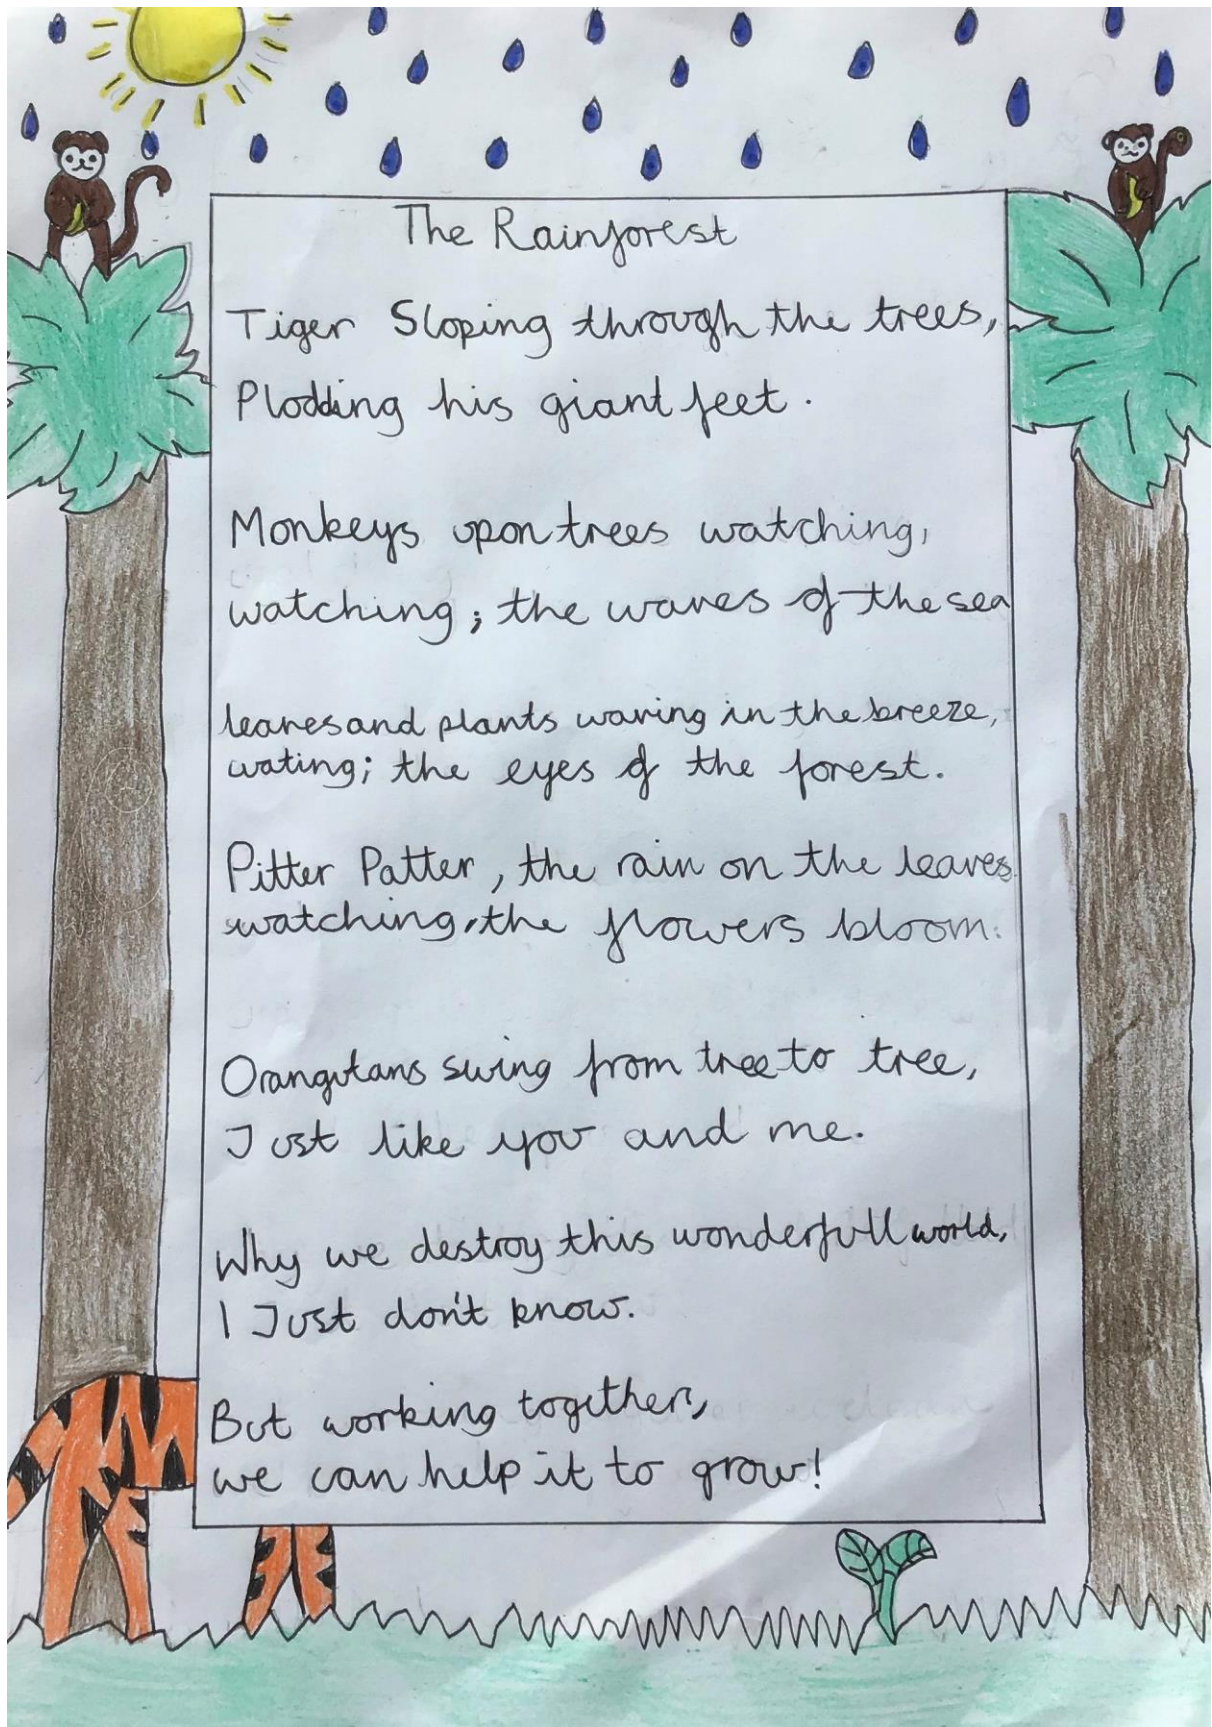 The Rainforest
Tiger Sloping through the trees,
Plodding his giant feet.
Monkeys upon trees watching,
watching; the waves of the sea
leaves and plants waving in the breeze,
wating; the eyes of the forest.
Pitter Patter, the rain on the leaves
watching, the flowers bloom.
Orangutans swing from tree to tree,
Just like you and me.
Why we destroy this wonderfull world,
I Just don't know.
But working together,
we can help it to grow!